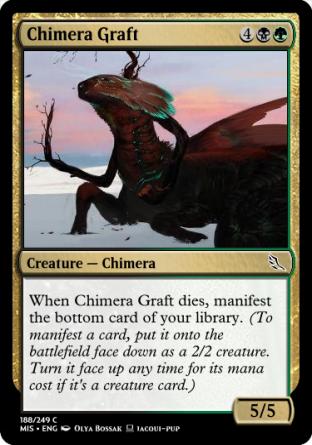 Chimera Graft 4
Creature — Chimera
When Chimera Graft dies, manifest
the bottom card of your library. (To
manifest a card, put it onto the
battlefield face down as a 2/2 creature.
Turn it face up any time for its mana
cost if it's a creature card.)
5/5
188/249 C
MIS • ENG Olya Bossak Iacoui-pup